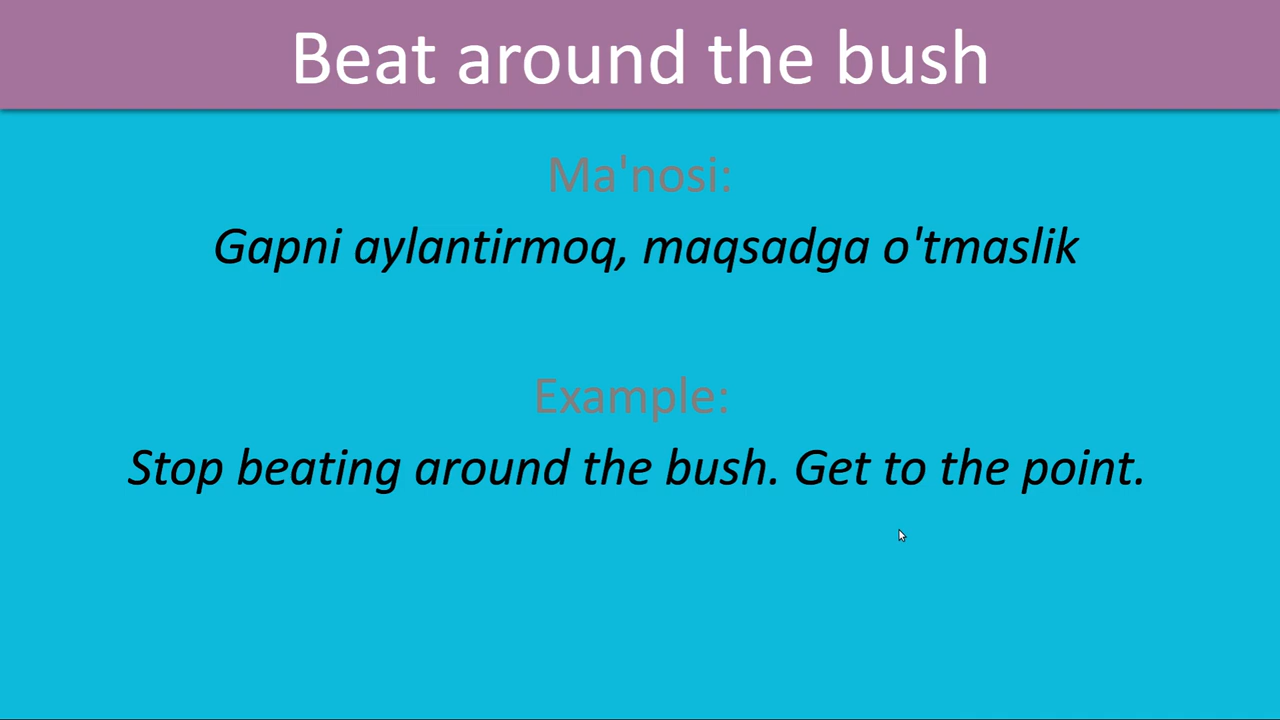 Beat around the bush
Ma'nosi:
Gapni aylantirmoq, maqsadga o'tmaslik
Example:
Stop beating around the bush. Get to the point.